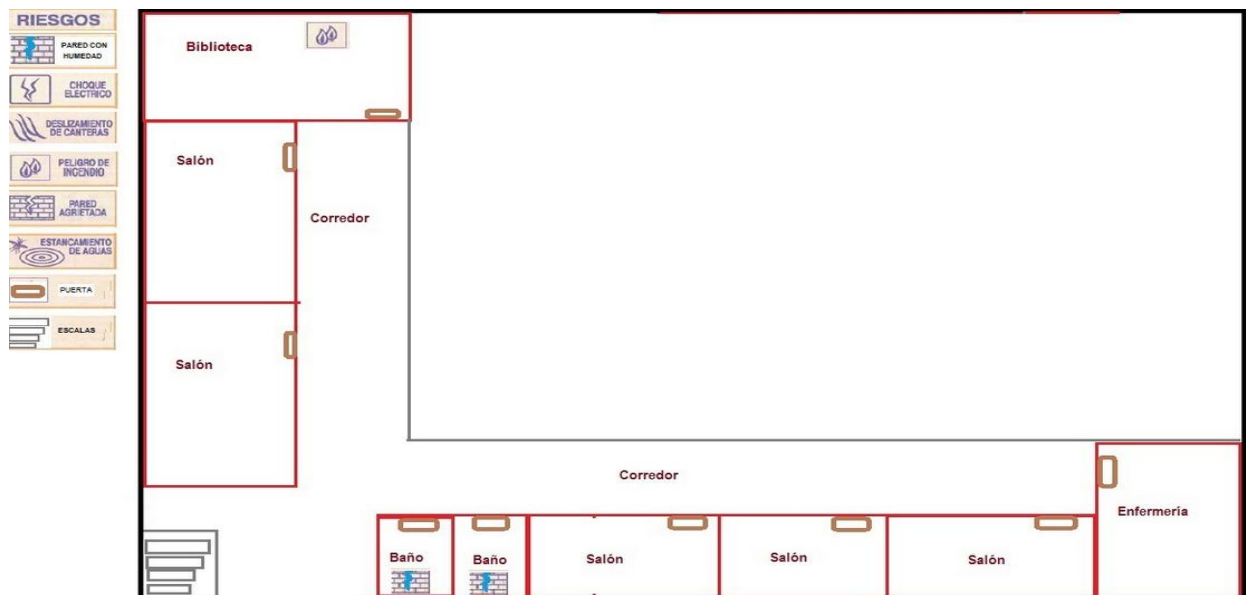 RIESGOS
PARED CON
HUMEDAD
CHOQUE
ELECTRICO
DESLIZAMIENTO
DE CANTERAS
PELIGRO DE
INCENDIO
PARED
AGRIETADA
ESTANCAMIENTO
DE AGUAS
PUERTA
ESCALAS
Biblioteca
Salón
Corredor
Salón
Corredor
Enfermería
Baño
Baño
Salón
Salón
Salón